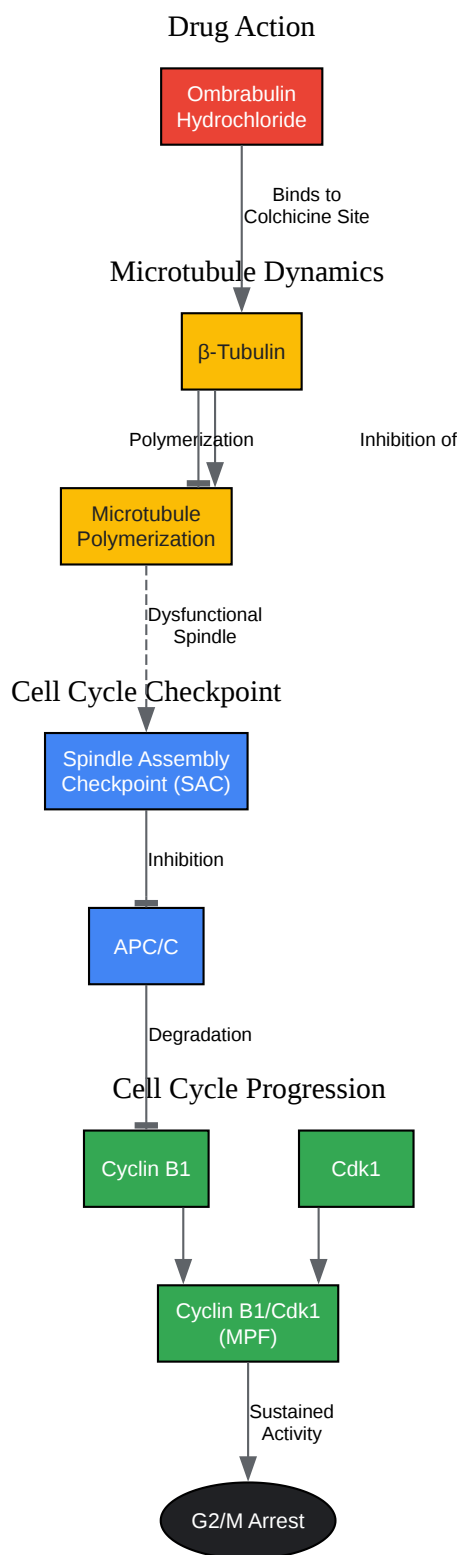 Drug Action
Ombrabulin
Hydrochloride
Binds to
Colchicine Site
Microtubule Dynamics
β-Tubulin
Polymerization
Inhibition of
Microtubule
Polymerization
Dysfunctional
Spindle
Cell Cycle Checkpoint
Spindle Assembly
Checkpoint (SAC)
Inhibition
APC/C
Degradation
Cell Cycle Progression
Cyclin B1
Cdk1
Cyclin B1/Cdk1
(MPF)
Sustained
Activity
G2/M Arrest